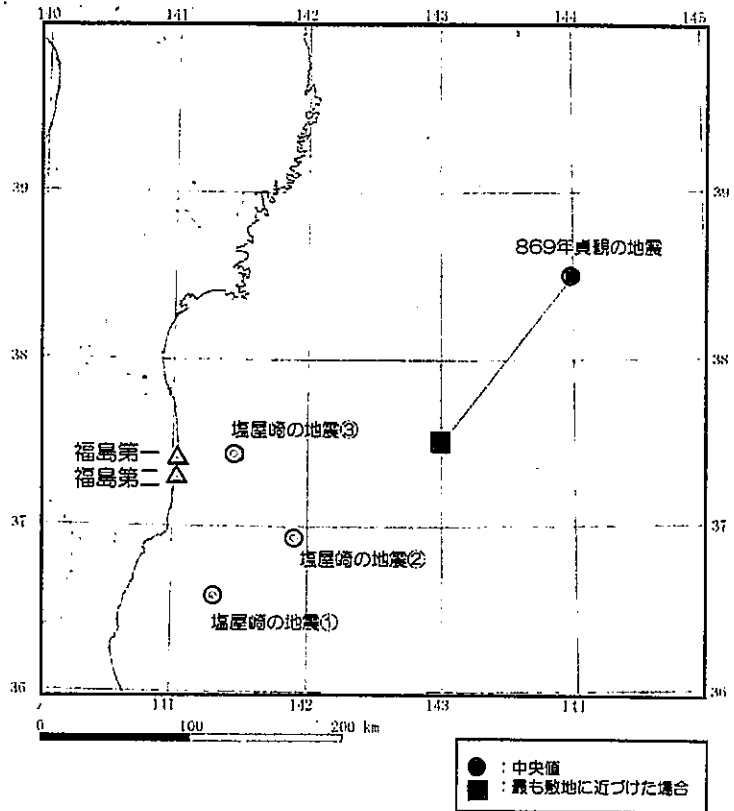 140 141 142 143 144 145
39 39
869年貞観の地震
38 38
塩屋崎の地震③
福島第一
福島第二
37 37
塩屋崎の地震②
塩屋崎の地震①
36 36
141 142 143 141
0 100 200 km
● :中央値
■ :最も敷地に近づけた場合